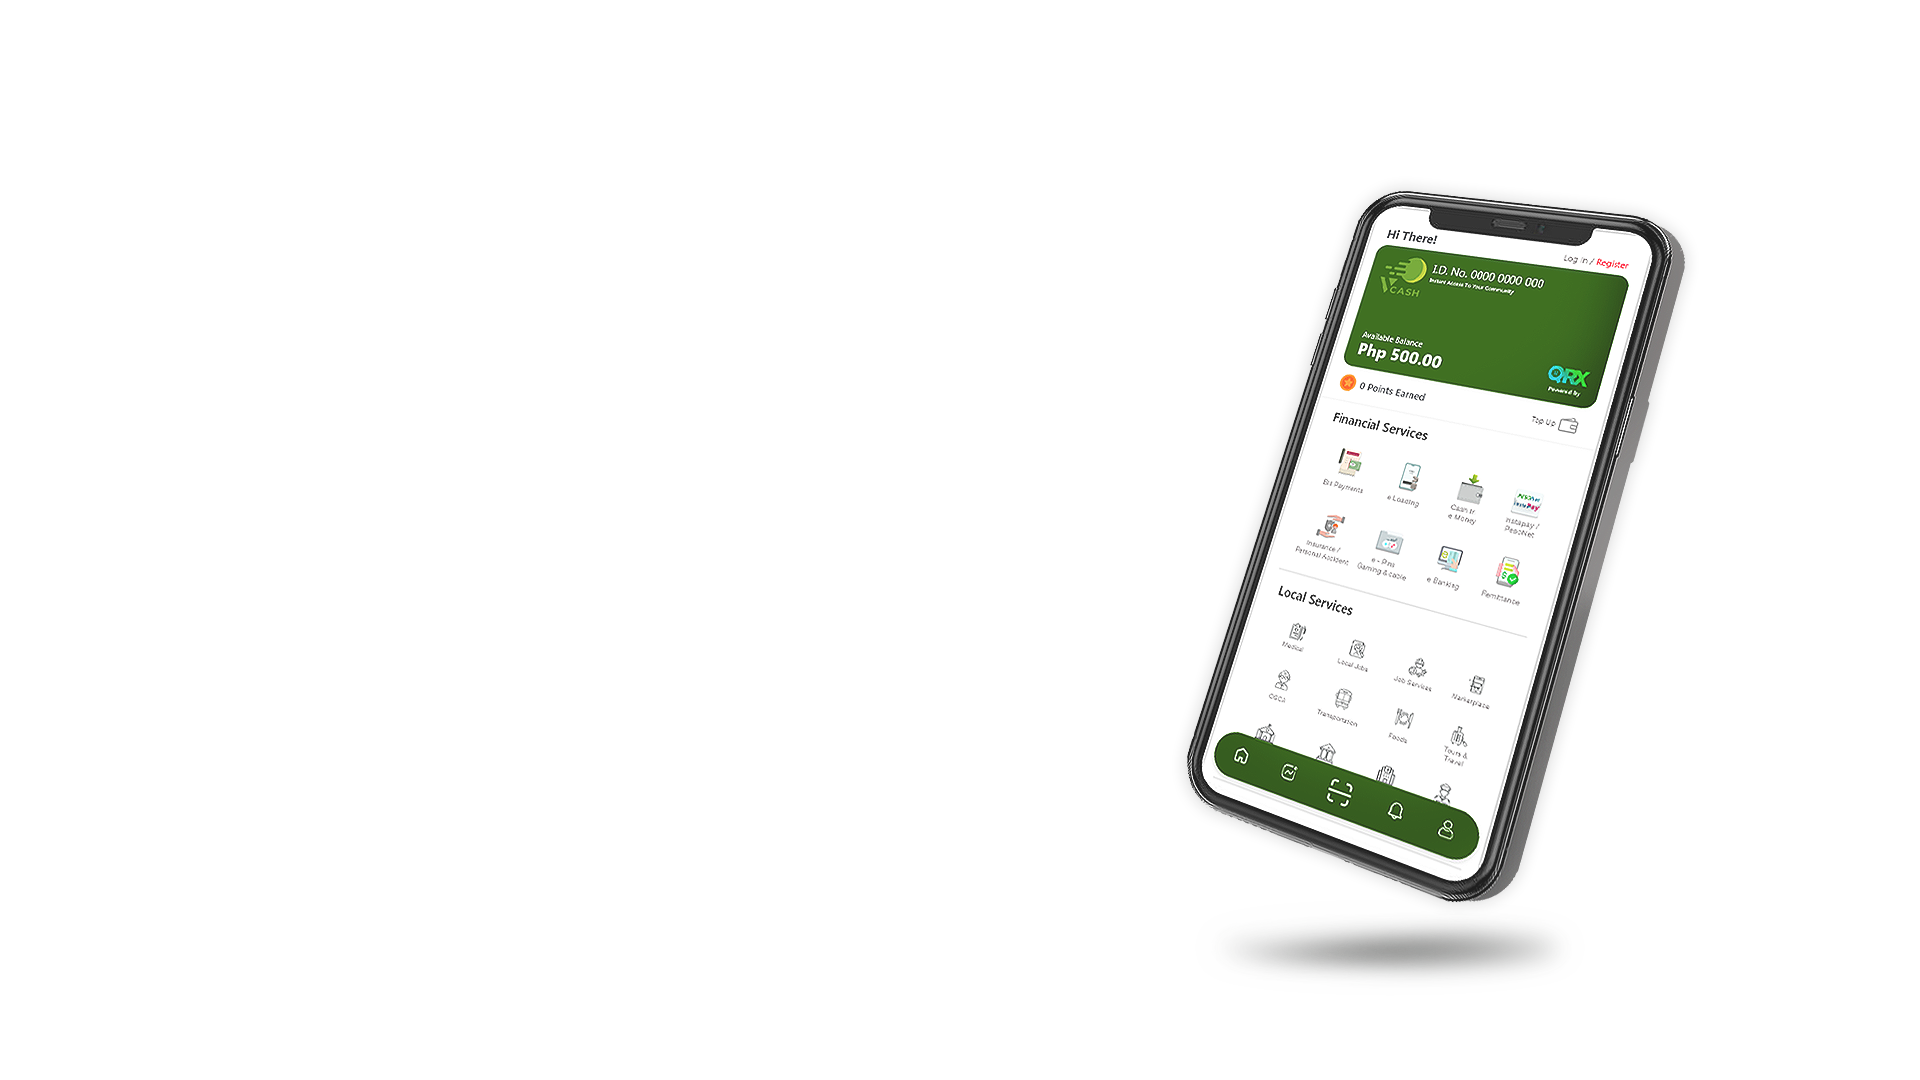 Hi There!
Log In / Register
I.D. No. 0000 0000 000
Instant Access To Your Community
VCASH
Available Balance
Php 500.00
QRX
Powered By
0 Points Earned
Top Up
Financial Services
Bill Payments
e Loading
Cash In
e Money
Instapay /
PesoNet
PESONet
instaPay
Insurance /
Personal Accident
e - Pins
Gaming & cable
e Banking
Remittance
Local Services
Medical
Local Jobs
Job Services
Marketplace
Transportation
Foods
Tours &
Travel